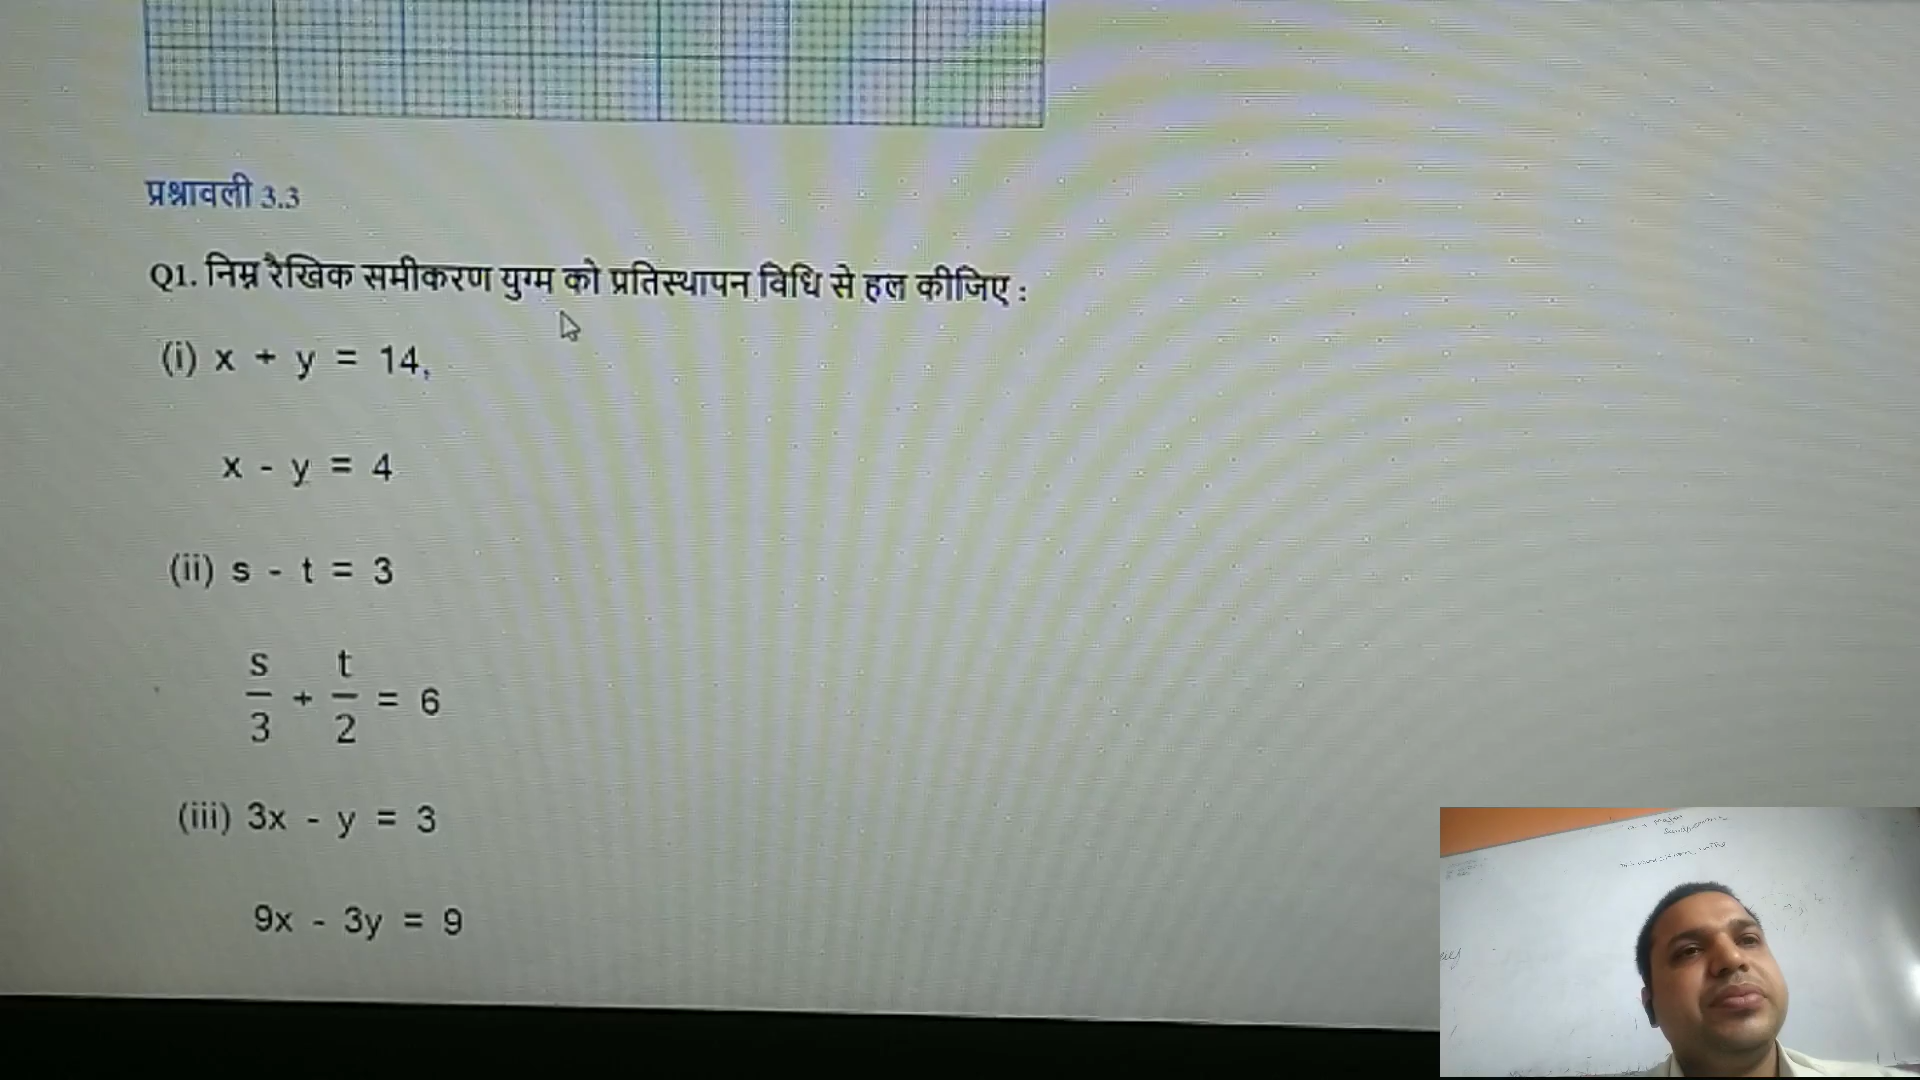 प्रश्नावली 3.3
Q1. निम्न रैखिक समीकरण युग्म को प्रतिस्थापन विधि से हल कीजिए :
(i) x + y = 14,
x - y = 4
(ii) s - t = 3
s/3 + t/2 = 6
(iii) 3x - y = 3
9x - 3y = 9